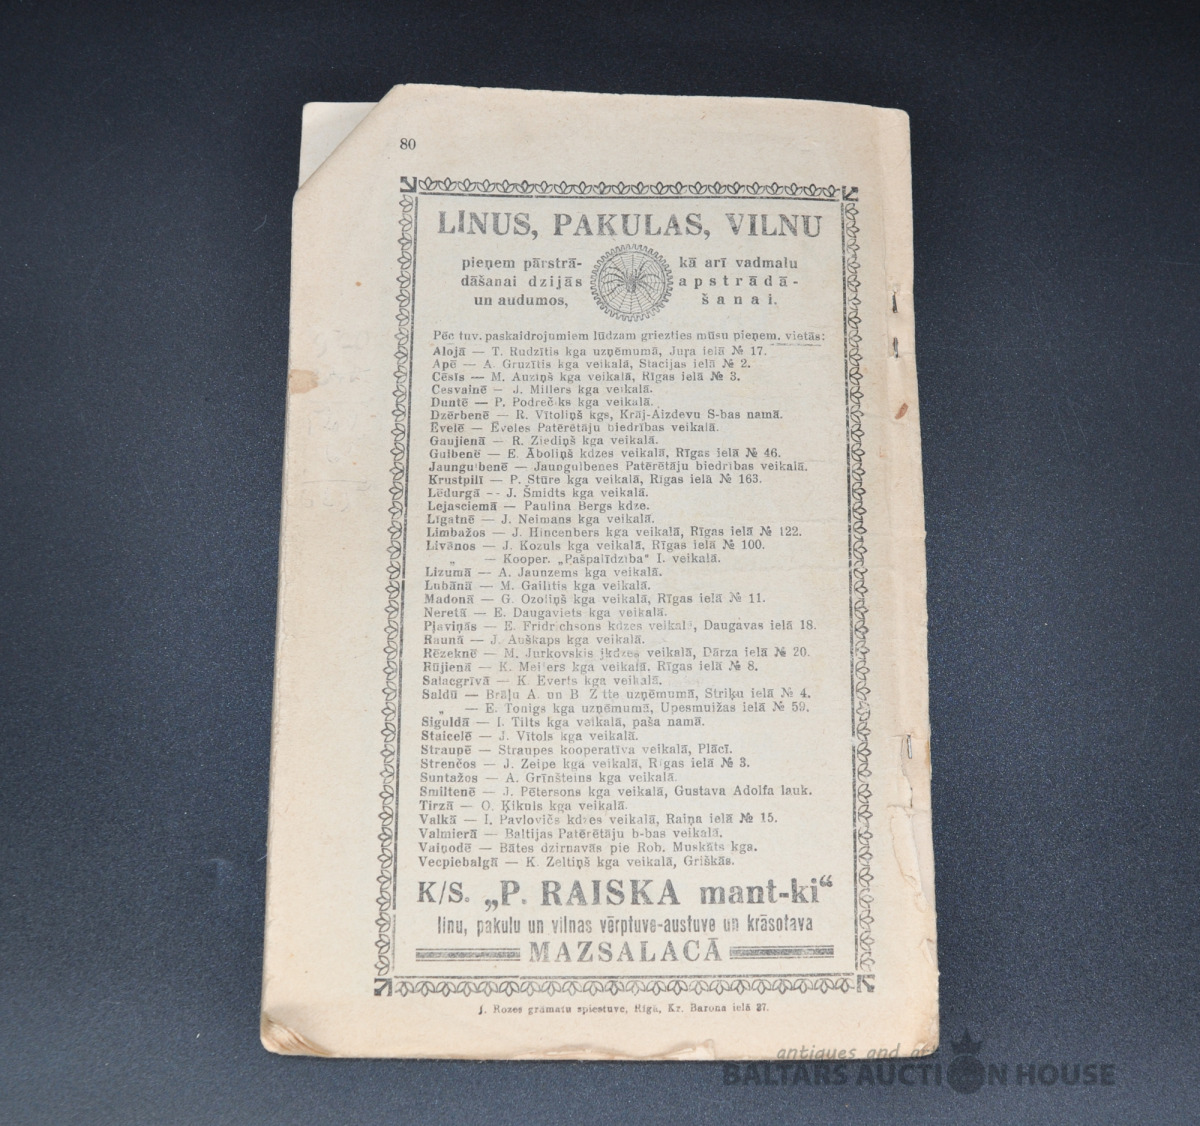 80
LINUS, PAKULAS, VILNU
pieņem pārstrā-
dāšanai dzijās
un audumos,
kā arī vadmalu
apstrādā-
šanai.
Pēc tuv. paskaidrojumiem lūdzam griezties mūsu pieņem. vietās:
Alojā — T. Rudzītis kga uzņēmumā, Jura ielā № 17.
Apē — A. Gruzītis kga veikalā, Stacijas ielā № 2.
Cēsīs — M. Auziņš kga veikalā, Rīgas ielā № 3.
Cesvainē — J. Millers kga veikalā.
Duntē — P. Podreč ks kga veikalā.
Dzērbenē — R. Vītoliņš kgs, Krāj-Aizdevu S-bas namā.
Ēvelē — Ēveles Patērētāju biedrības veikalā.
Gaujienā — R. Ziediņš kga veikalā.
Gulbenē — E. Āboliņš kdzes veikalā, Rīgas ielā № 46.
Jaungulbenē — Jaungulbenes Patērētāju biedrības veikalā.
Krustpilī — P. Stūre kga veikalā, Rīgas ielā № 163.
Lēdurgā -- J. Šmidts kga veikalā.
Lejasciemā — Paulīna Bergs kdze.
Līgatnē — J. Neimans kga veikalā.
Limbažos — J. Hincenbers kga veikalā, Rīgas ielā № 122.
Līvānos — J. Kozuls kga veikalā, Rīgas ielā № 100.
„ — Kooper. „Pašpalīdzība" I. veikalā.
Lizumā — A. Jaunzems kga veikalā.
Lubānā — M. Gailītis kga veikalā.
Madonā — G. Ozoliņš kga veikalā, Rīgas ielā № 11.
Neretā — E. Daugaviets kga veikalā.
Pļaviņās — E. Fridrichsons kdzes veikalā, Daugavas ielā 18.
Raunā — J. Auškaps kga veikalā.
Rēzeknē — M. Jurkovskis jkdzes veikalā, Dārza ielā № 20.
Rūjienā — K. Meiers kga veikalā, Rīgas ielā № 8.
Salacgrīvā — K. Everts kga veikalā.
Saldū — Brāļu A. un B. Z tte uzņēmumā, Striķu ielā № 4.
„ — E. Tonigs kga uzņēmumā, Upesmuižas ielā № 59.
Siguldā — I. Tilts kga veikalā, paša namā.
Staicelē — J. Vītols kga veikalā.
Straupē — Straupes kooperatīva veikalā, Plācī.
Strenčos — J. Zeipe kga veikalā, Rīgas ielā № 3.
Suntažos — A. Grīnšteins kga veikalā.
Smiltenē — J. Pētersons kga veikalā, Gustava Adolfa lauk.
Tirzā — O. Ķikuls kga veikalā.
Valkā — I. Pavlovičs kdzes veikalā, Raiņa ielā № 15.
Valmierā — Baltijas Patērētāju b-bas veikalā.
Vaiņodē — Bātes dzirnavās pie Rob. Muskāts kga.
Vecpiebalgā — K. Zeltiņš kga veikalā, Griškās.
K/S. „P. RAISKA mant-ki“
linu, pakulu un vilnas vērptuve-austuve un krāsotava
MAZSALACĀ
J. Rozes grāmatu spiestuve, Rīgā, Kr. Barona ielā 27.
antiques and ar
BALTARS AUCTION HOUSE